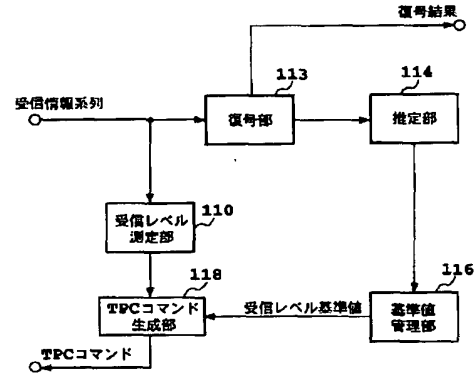 復号結果
113
114
受信情報系列
復号部
推定部
110
受信レベル
測定部
118
116
TPCコマンド
生成部
受信レベル基準値
基準値
管理部
TPCコマンド